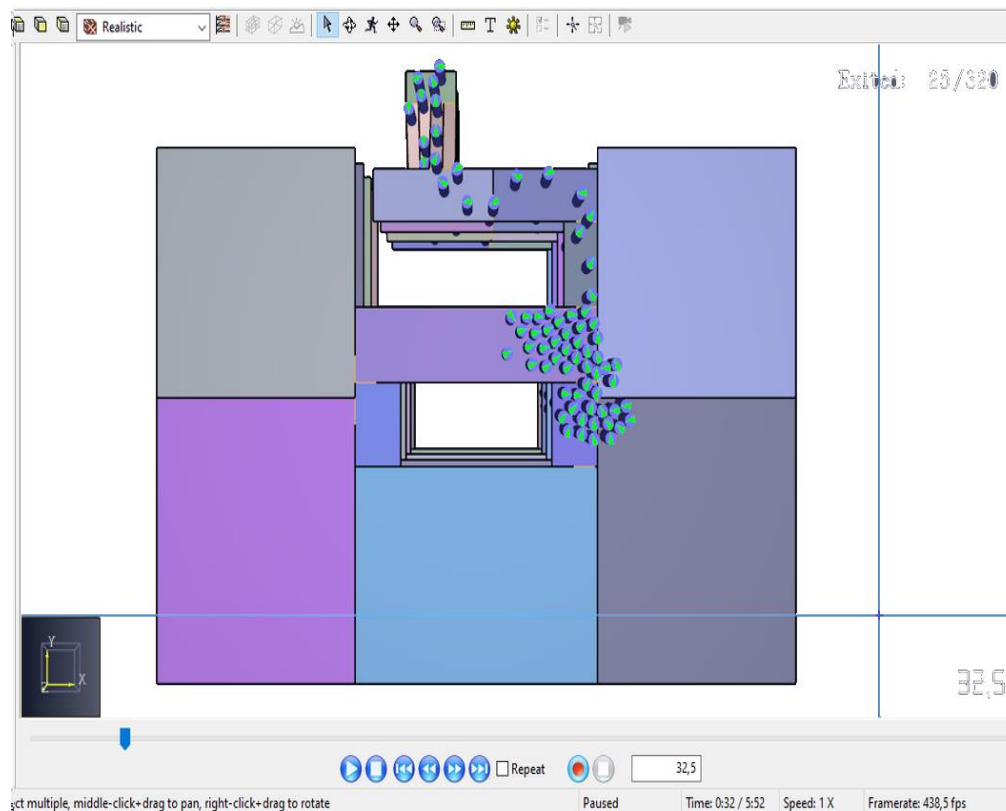 Realistic
T
Exited: 25/320
Y
X
Z
32,5
Repeat
32,5
ct multiple, middle-click+drag to pan, right-click+drag to rotate
Paused
Time: 0:32 / 5:52
Speed: 1 X
Framerate: 438,5 fps